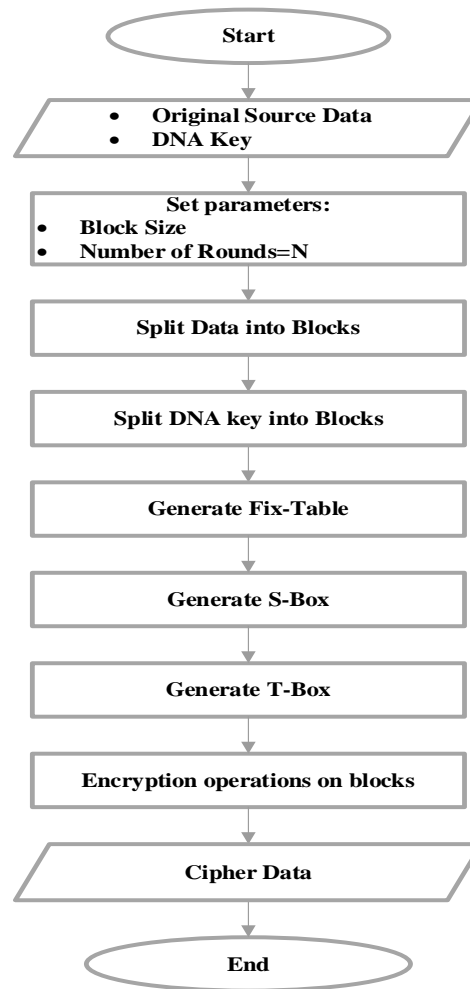 Start
• Original Source Data
• DNA Key
Set parameters:
• Block Size
• Number of Rounds=N
Split Data into Blocks
Split DNA key into Blocks
Generate Fix-Table
Generate S-Box
Generate T-Box
Encryption operations on blocks
Cipher Data
End